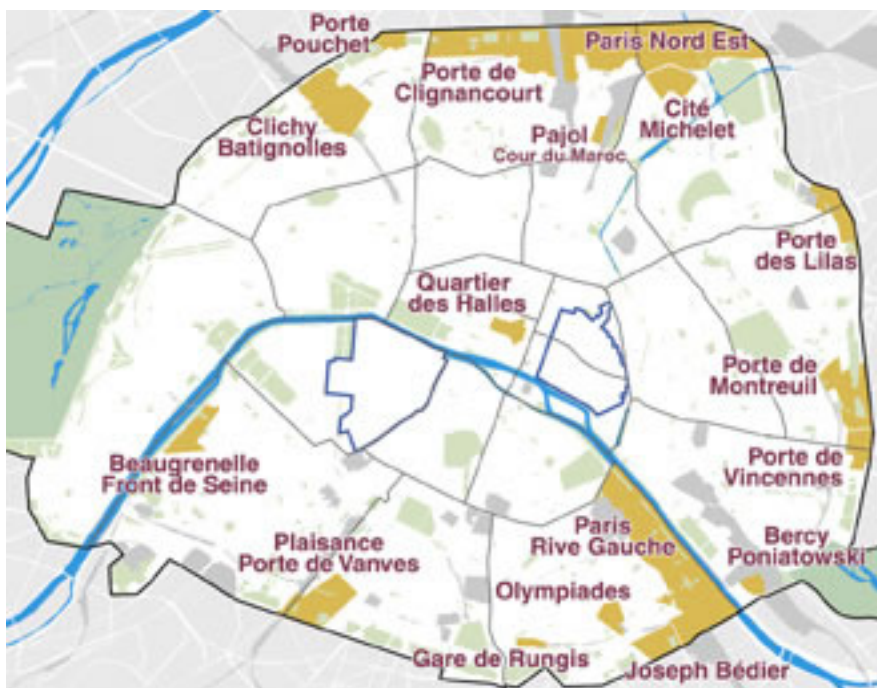 Porte
Pouchet
Paris Nord Est
Porte de
Clignancourt
Clichy
Batignolles
Pajol
Cour du Maroc
Cité
Michelet
Porte
des Lilas
Quartier
des Halles
Porte de
Montreuil
Beaugrenelle
Front de Seine
Porte de
Vincennes
Paris
Rive Gauche
Bercy
Poniatowski
Plaisance
Porte de Vanves
Olympiades
Gare de Rungis
Joseph Bédier